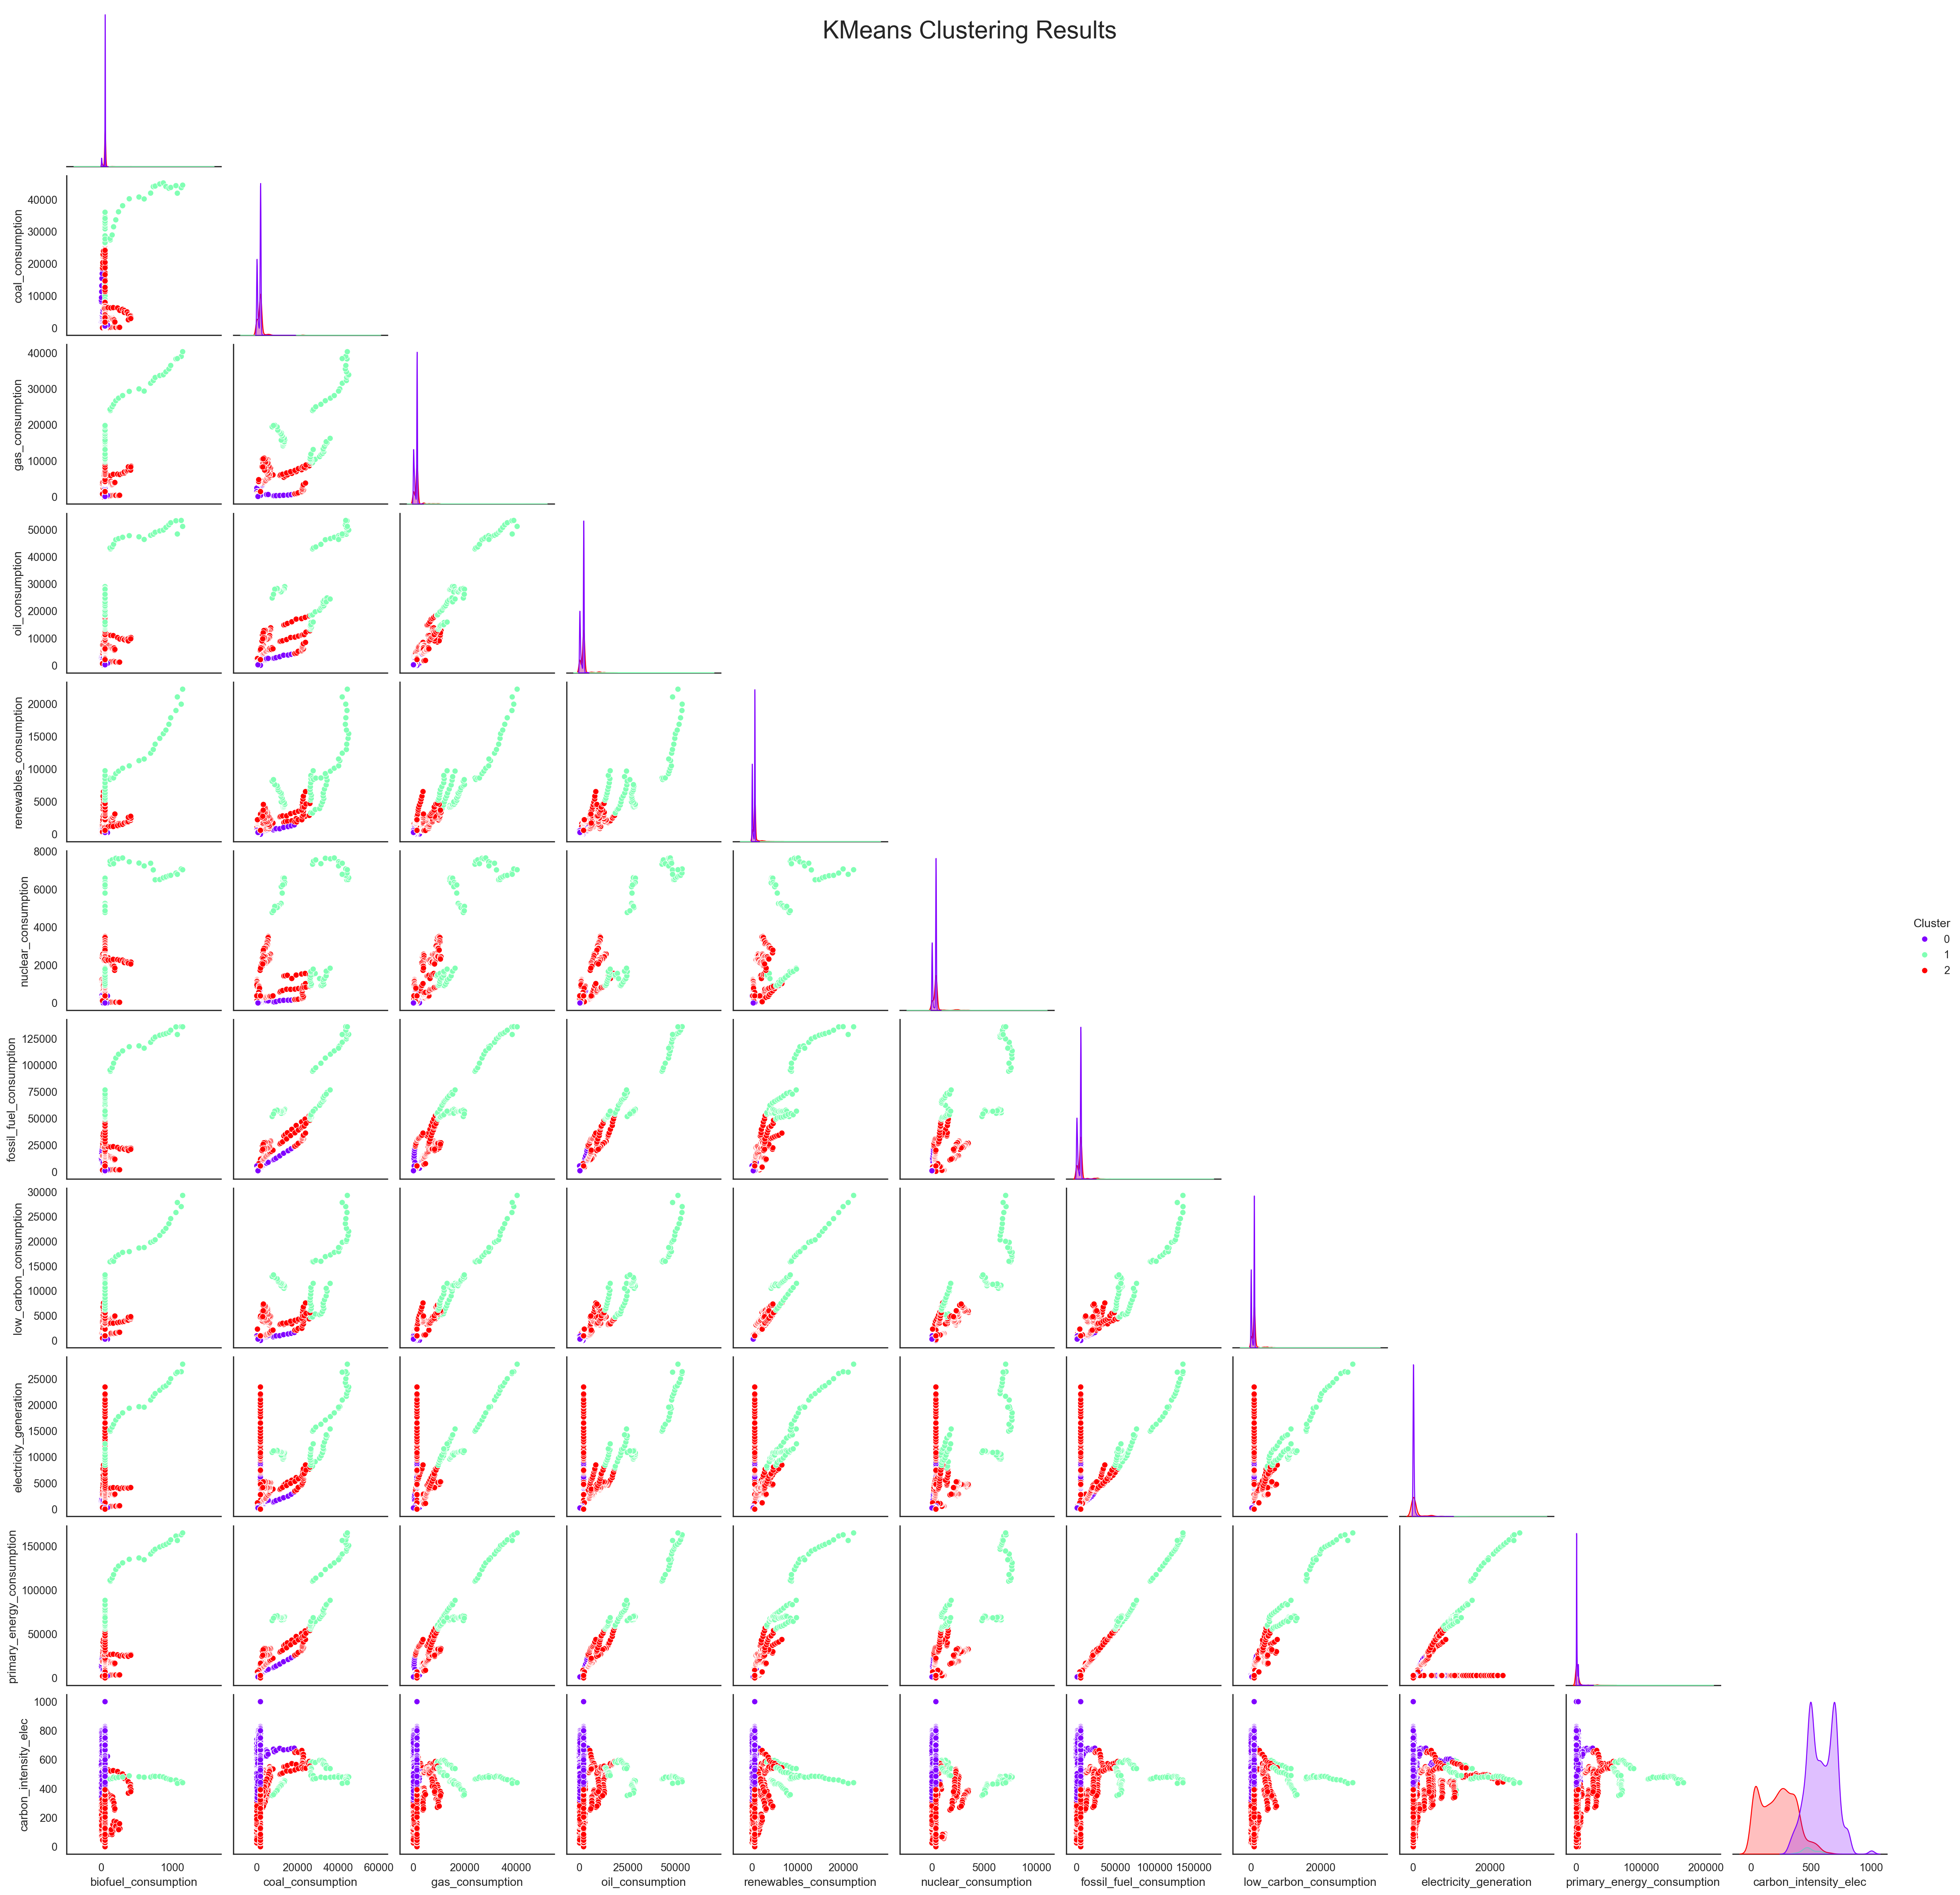 KMeans Clustering Results
coal_consumption
40000
30000
20000
10000
0
gas_consumption
40000
30000
20000
10000
0
oil_consumption
50000
40000
30000
20000
10000
0
renewables_consumption
20000
15000
10000
5000
0
nuclear_consumption
8000
6000
4000
2000
0
Cluster
0
1
2
fossil_fuel_consumption
125000
100000
75000
50000
25000
0
low_carbon_consumption
30000
25000
20000
15000
10000
5000
0
electricity_generation
25000
20000
15000
10000
5000
0
primary_energy_consumption
150000
100000
50000
0
carbon_intensity_elec
1000
800
600
400
200
0
0 1000
0 20000 40000 60000
0 20000 40000
0 25000 50000
0 10000 20000
0 5000 10000
0 50000 100000 150000
0 20000
0 20000
0 100000 200000
0 500 1000
biofuel_consumption
coal_consumption
gas_consumption
oil_consumption
renewables_consumption
nuclear_consumption
fossil_fuel_consumption
low_carbon_consumption
electricity_generation
primary_energy_consumption
carbon_intensity_elec